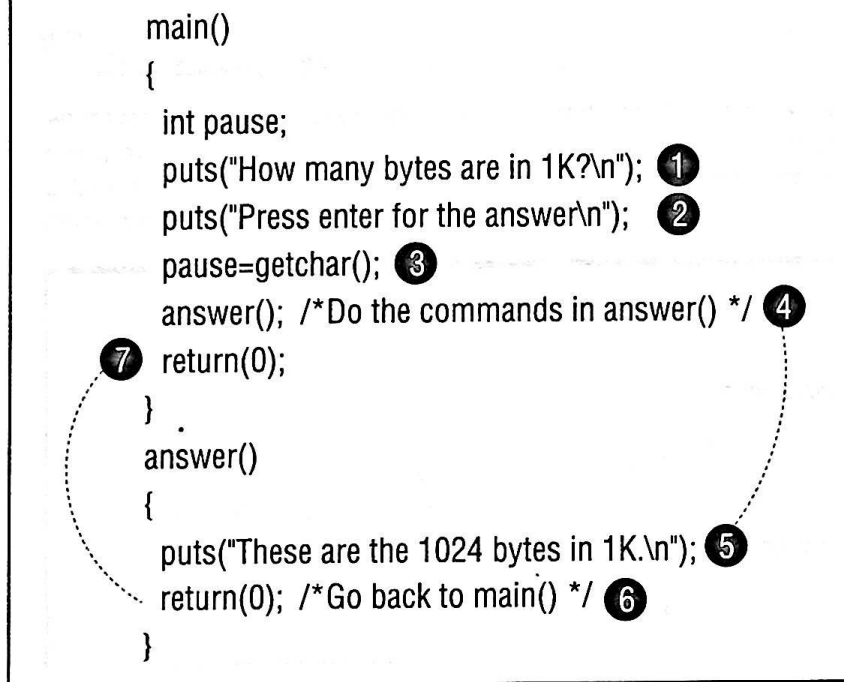 main()
{
int pause;
puts("How many bytes are in 1K?\n"); 1
puts("Press enter for the answer\n"); 2
pause=getchar(); 3
answer(); /*Do the commands in answer() */ 4
7 return(0);
}
answer()
{
puts("These are the 1024 bytes in 1K.\n"); 5
return(0); /*Go back to main() */ 6
}